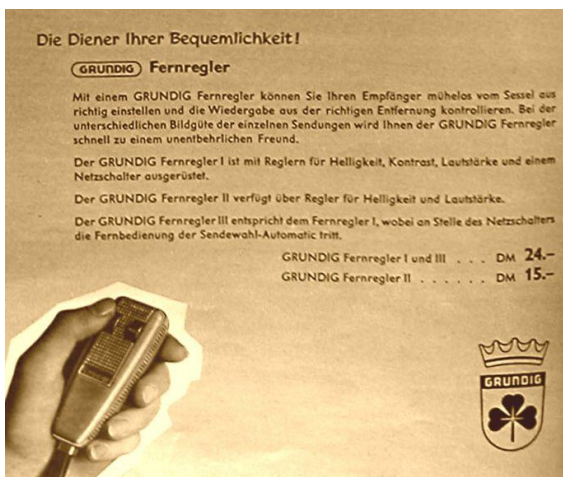 Die Diener Ihrer Bequemlichkeit!
GRUNDIG Fernregler
Mit einem GRUNDIG Fernregler können Sie Ihren Empfänger mühelos vom Sessel aus
richtig einstellen und die Wiedergabe aus der richtigen Entfernung kontrollieren. Bei der
unterschiedlichen Bildgüte der einzelnen Sendungen wird Ihnen der GRUNDIG Fernregler
schnell zu einem unentbehrlichen Freund.
Der GRUNDIG Fernregler I ist mit Reglern für Helligkeit, Kontrast, Lautstärke und einem
Netzschalter ausgerüstet.
Der GRUNDIG Fernregler II verfügt über Regler für Helligkeit und Lautstärke.
Der GRUNDIG Fernregler III entspricht dem Fernregler I, wobei an Stelle des Netzschalters
die Fernbedienung der Sendewahl-Automatic tritt.
GRUNDIG Fernregler I und III . . . DM 24.–
GRUNDIG Fernregler II . . . . . . DM 15.–
GRUNDIG